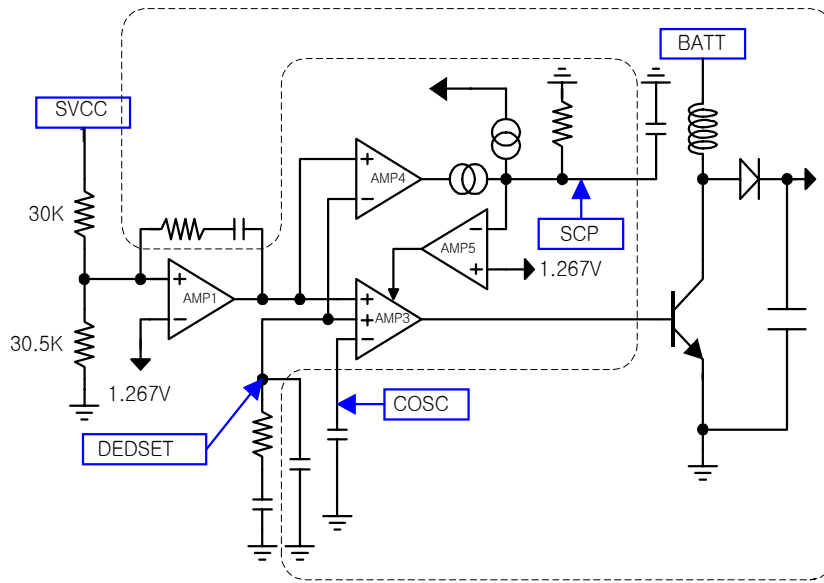 BATT
SVCC
30K
AMP4
SCP
AMP5
1.267V
AMP1
AMP3
30.5K
1.267V
COSC
DEDSET